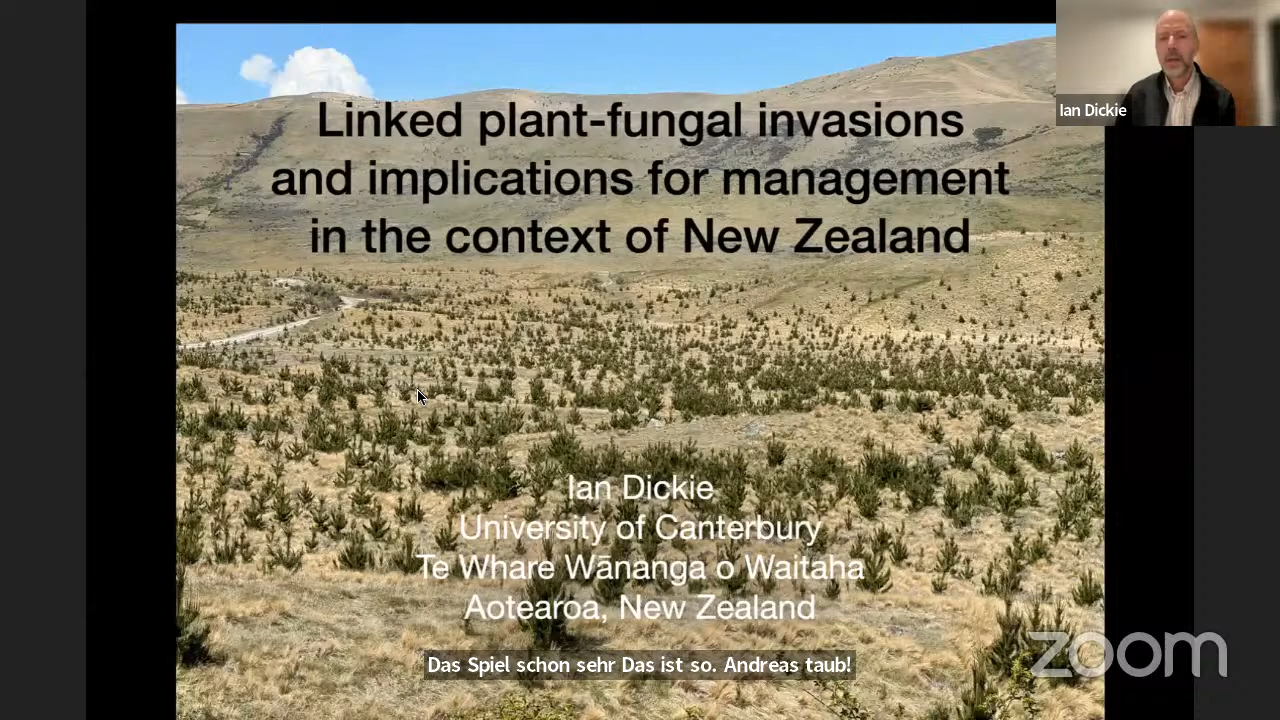 Linked plant-fungal invasions
and implications for management
in the context of New Zealand
Ian Dickie
Ian Dickie
University of Canterbury
Te Whare Wānanga o Waitaha
Aotearoa, New Zealand
Das Spiel schon sehr Das ist so. Andreas taub!
zoom